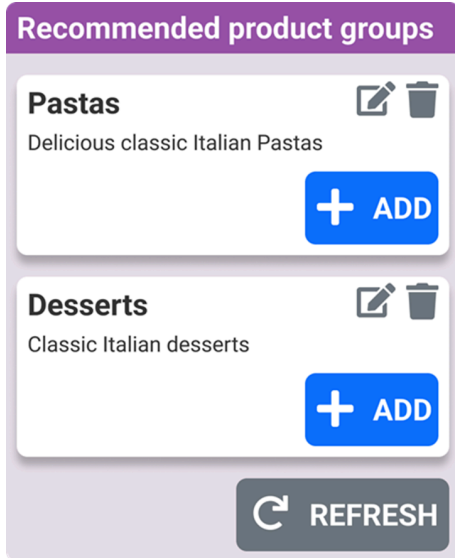 Recommended product groups
Pastas
Delicious classic Italian Pastas
ADD
Desserts
Classic Italian desserts
ADD
REFRESH